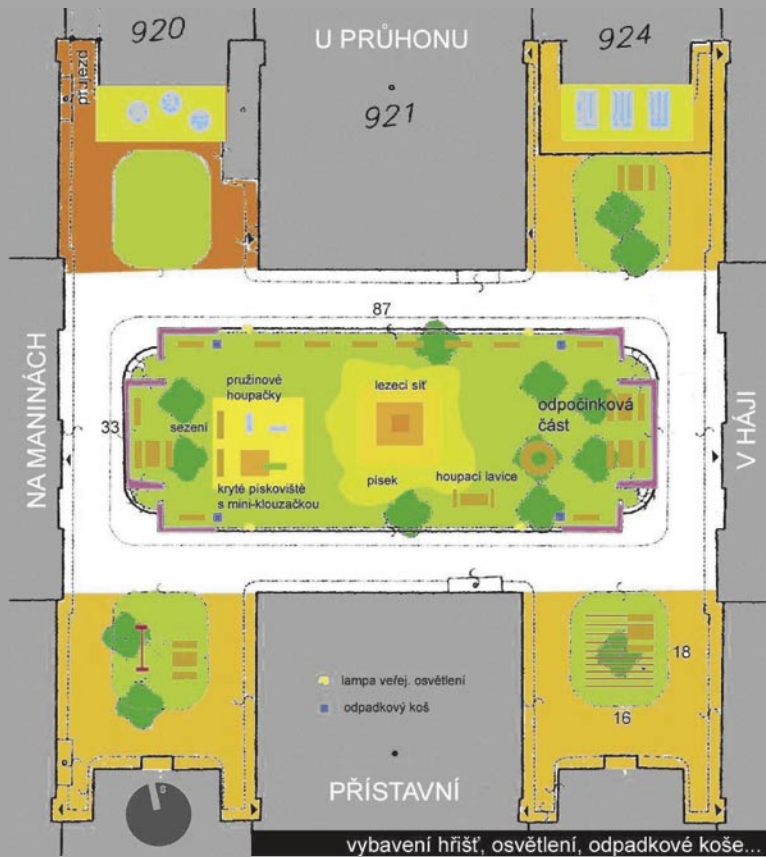 920
U PRŮHONU
924
průjezd
921
87
pružinové
houpačky
lezecí síť
odpočinková
část
33
sezení
NA MANINÁCH
V HÁJI
písek
houpací lavice
kryté pískoviště
s mini-klouzačkou
18
lampa veřej. osvětlení
odpadkový koš
16
PŘÍSTAVNÍ
S
vybavení hřišť, osvětlení, odpadkové koše...